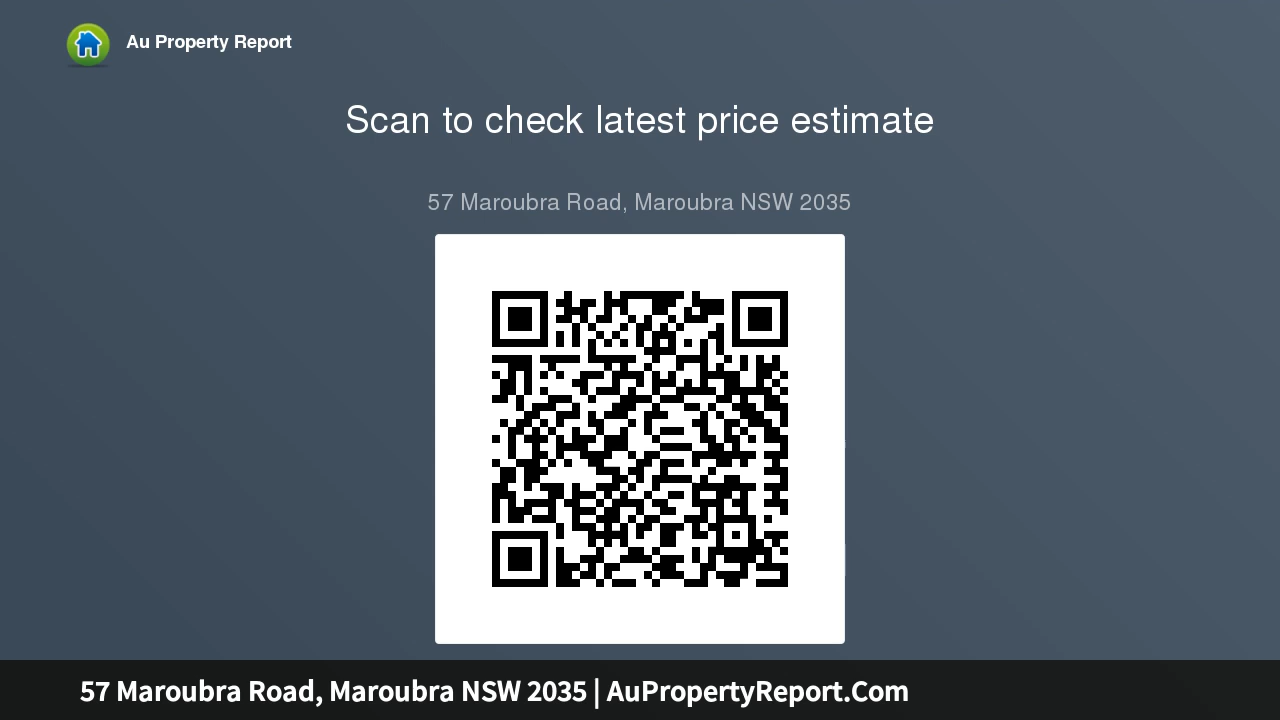 Au Property Report
Scan to check latest price estimate
57 Maroubra Road, Maroubra NSW 2035
57 Maroubra Road, Maroubra NSW 2035 | AuPropertyReport.Com